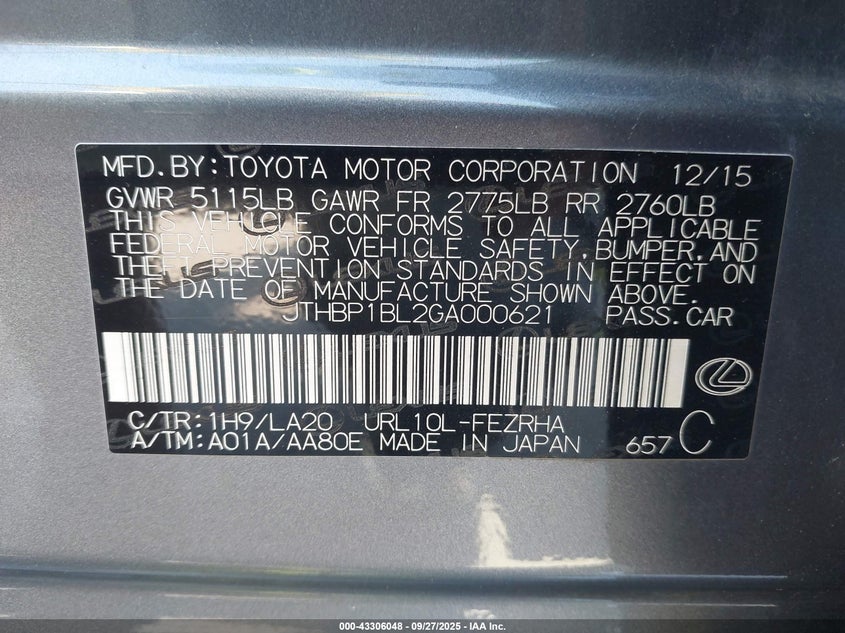 MFD.BY:TOYOTA MOTOR CORPORATION 12/15
GVWR 5115LB GAWR FR 2775LB RR 2760LB
THIS VEHICLE CONFORMS TO ALL APPLICABLE
FEDERAL MOTOR VEHICLE SAFETY,BUMPER,AND
THEFT PREVENTION STANDARDS IN EFFECT ON
THE DATE OF MANUFACTURE SHOWN ABOVE.
JTHBP1BL2GA000621 PASS.CAR
C/TR:1H9/LA20 URL10L-FEZRHA
A/TM:A01A/AA80E MADE IN JAPAN 657 C
000-43306048 - 09/27/2025 - IAA Inc.